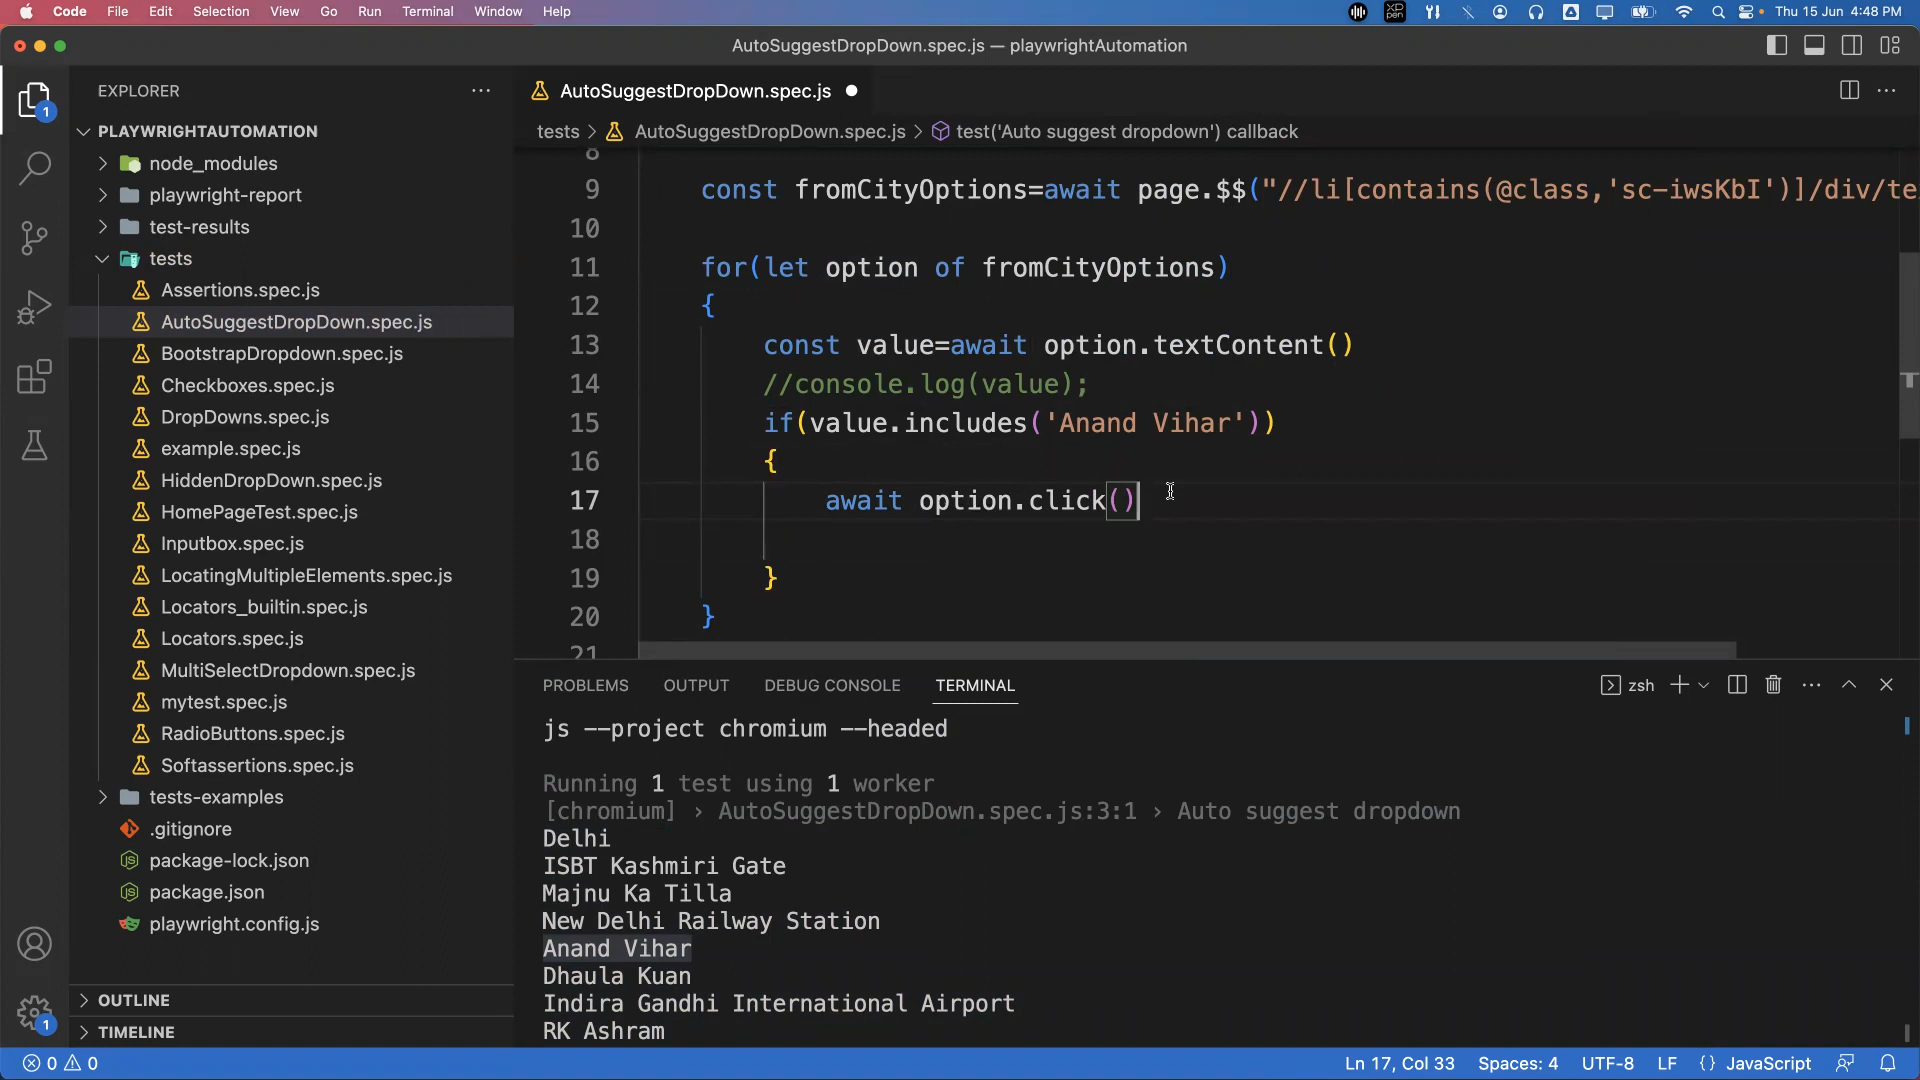 Code File Edit Selection View Go Run Terminal Window Help Thu 15 Jun 4:48 PM
AutoSuggestDropDown.spec.js — playwrightAutomation
EXPLORER
1
PLAYWRIGHTAUTOMATION
node_modules
playwright-report
test-results
tests
Assertions.spec.js
AutoSuggestDropDown.spec.js
BootstrapDropdown.spec.js
Checkboxes.spec.js
DropDowns.spec.js
example.spec.js
HiddenDropDown.spec.js
HomePageTest.spec.js
Inputbox.spec.js
LocatingMultipleElements.spec.js
Locators_builtin.spec.js
Locators.spec.js
MultiSelectDropdown.spec.js
mytest.spec.js
RadioButtons.spec.js
Softassertions.spec.js
tests-examples
.gitignore
package-lock.json
package.json
playwright.config.js
OUTLINE
1
TIMELINE
AutoSuggestDropDown.spec.js
tests > AutoSuggestDropDown.spec.js > test('Auto suggest dropdown') callback
8
9 const fromCityOptions=await page.$$("//li[contains(@class,'sc-iwsKbI')]/div/te
10
11 for(let option of fromCityOptions)
12 {
13 const value=await option.textContent()
14 //console.log(value);
15 if(value.includes('Anand Vihar'))
16 {
17 await option.click()
18
19 }
20 }
21
PROBLEMS OUTPUT DEBUG CONSOLE TERMINAL zsh
js --project chromium --headed
Running 1 test using 1 worker
[chromium] › AutoSuggestDropDown.spec.js:3:1 › Auto suggest dropdown
Delhi
ISBT Kashmiri Gate
Majnu Ka Tilla
New Delhi Railway Station
Anand Vihar
Dhaula Kuan
Indira Gandhi International Airport
RK Ashram
0 0 Ln 17, Col 33 Spaces: 4 UTF-8 LF {} JavaScript